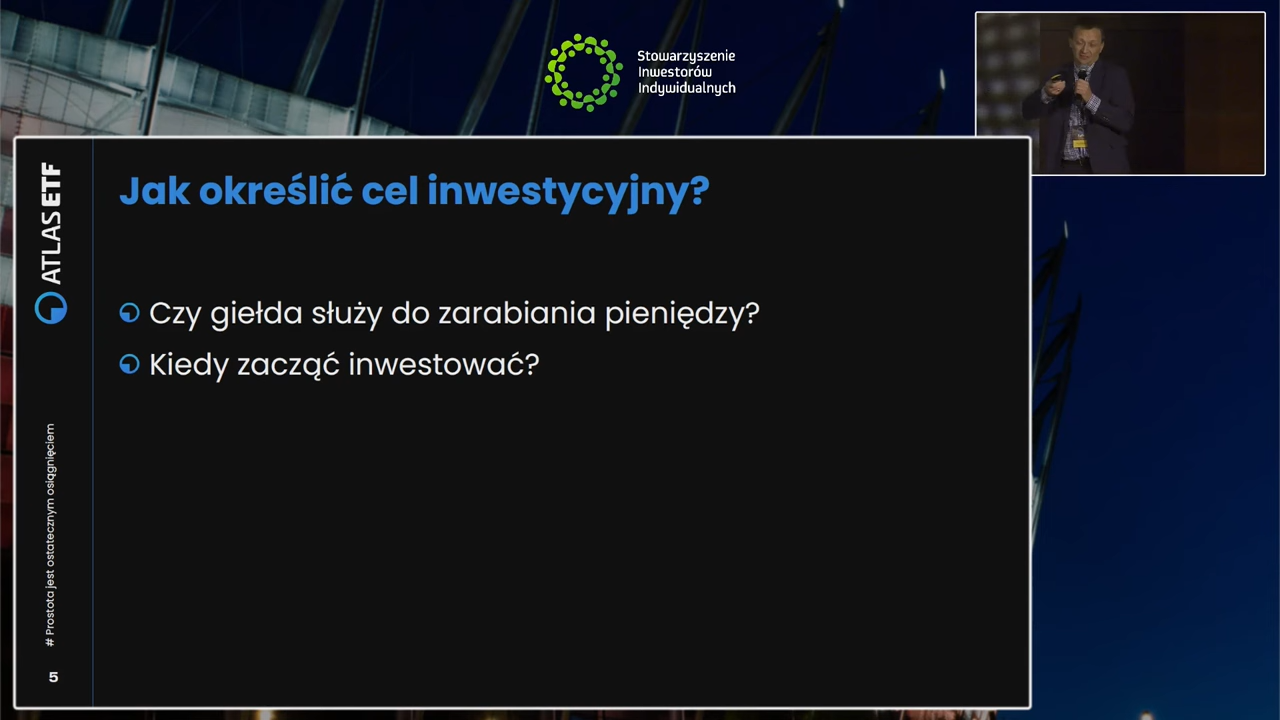 Stowarzyszenie
Inwestorów
Indywidualnych
ATLAS ETF
Jak określić cel inwestycyjny?
Czy giełda służy do zarabiania pieniędzy?
Kiedy zacząć inwestować?
# Prostota jest ostatecznym osiągnięciem
5